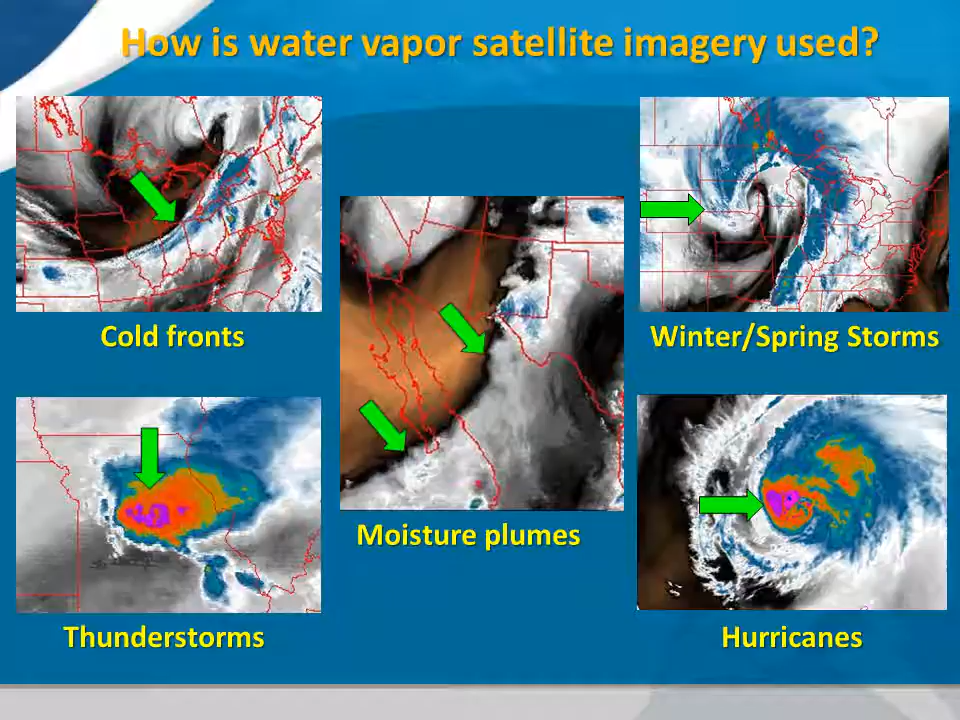 How is water vapor satellite imagery used?
Cold fronts
Winter/Spring Storms
Moisture plumes
Thunderstorms
Hurricanes